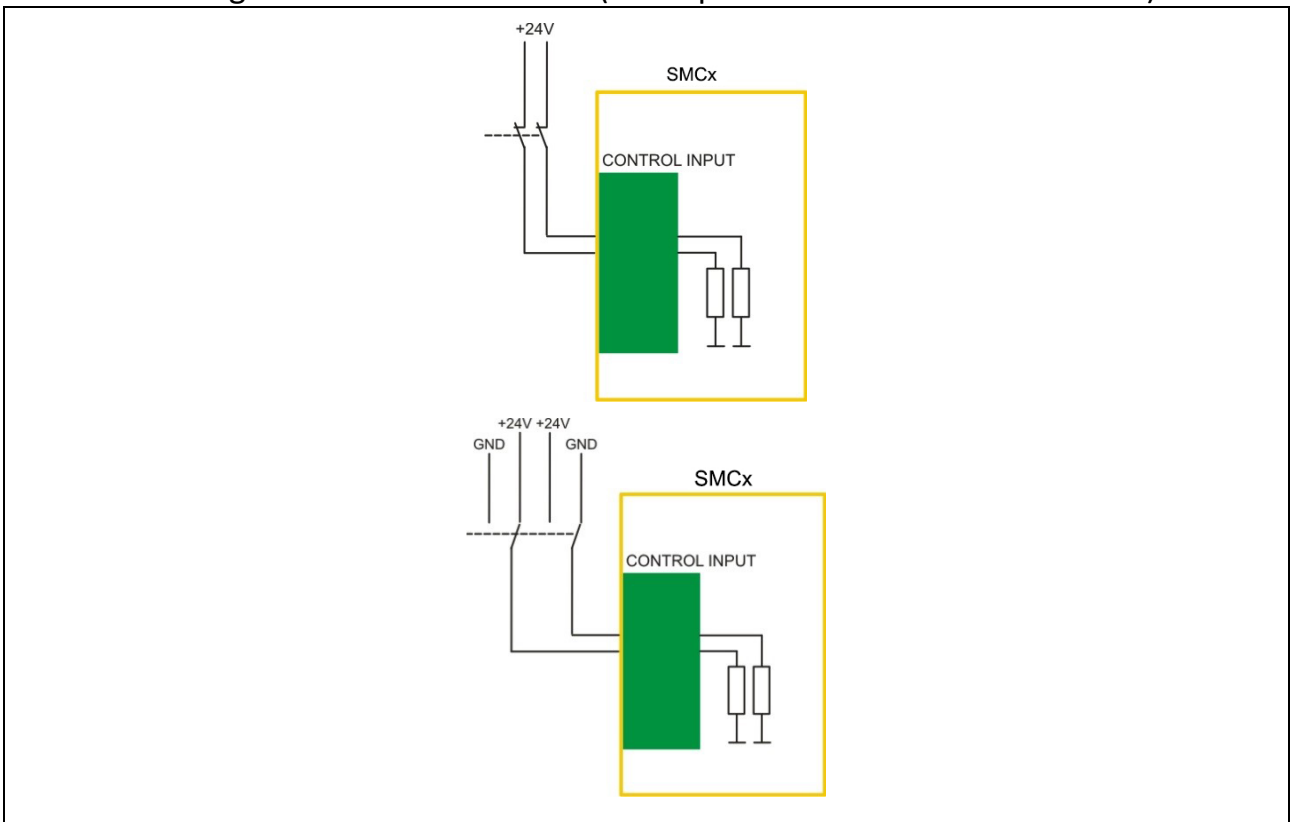 +24V
SMCx
CONTROL INPUT
+24V +24V
GND GND
SMCx
CONTROL INPUT